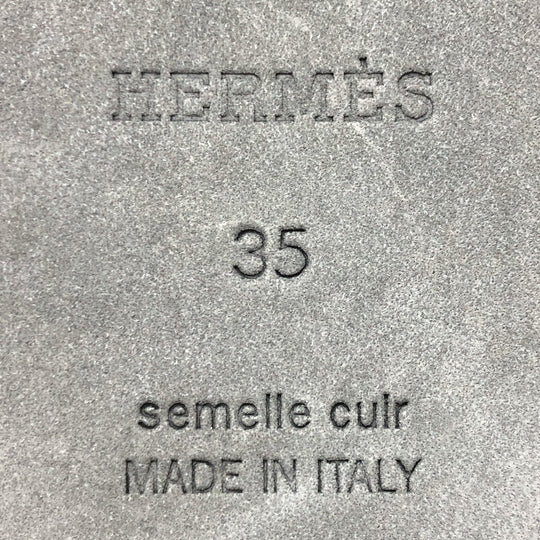 HERMÈS
35
semelle cuir
MADE IN ITALY